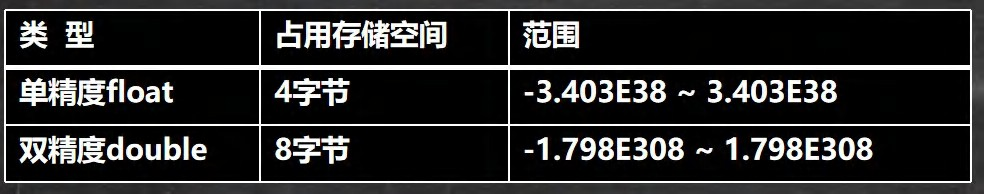 类 型 占用存储空间 范围
单精度float 4字节 -3.403E38 ~ 3.403E38
双精度double 8字节 -1.798E308 ~ 1.798E308